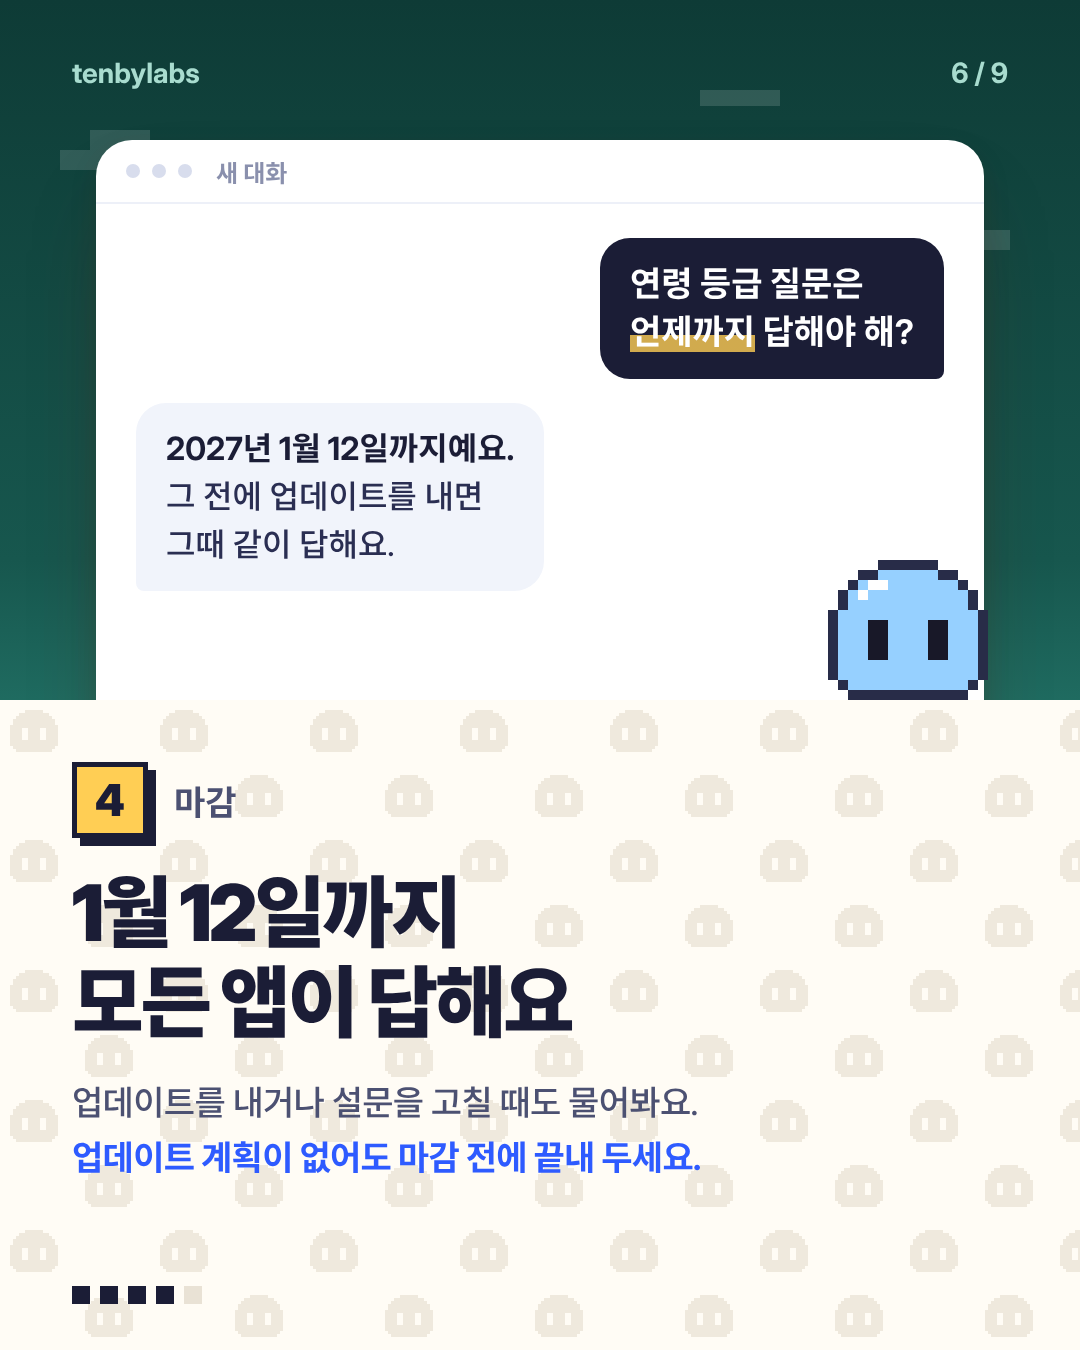 tenbylabs
6 / 9
새 대화
연령 등급 질문은
언제까지 답해야 해?
2027년 1월 12일까지예요.
그 전에 업데이트를 내면
그때 같이 답해요.
4
마감
1월 12일까지
모든 앱이 답해요
업데이트를 내거나 설문을 고칠 때도 물어봐요.
업데이트 계획이 없어도 마감 전에 끝내 두세요.